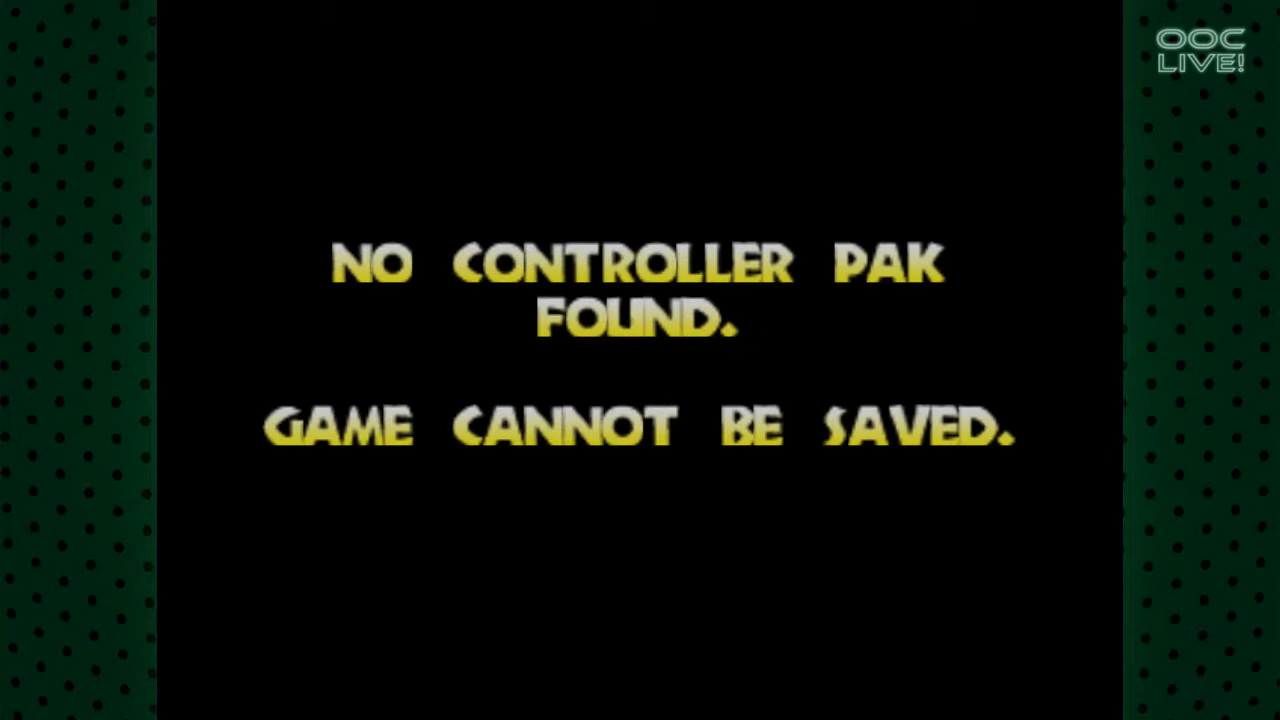 OOC
LIVE!
NO CONTROLLER PAK
FOUND.
GAME CANNOT BE SAVED.